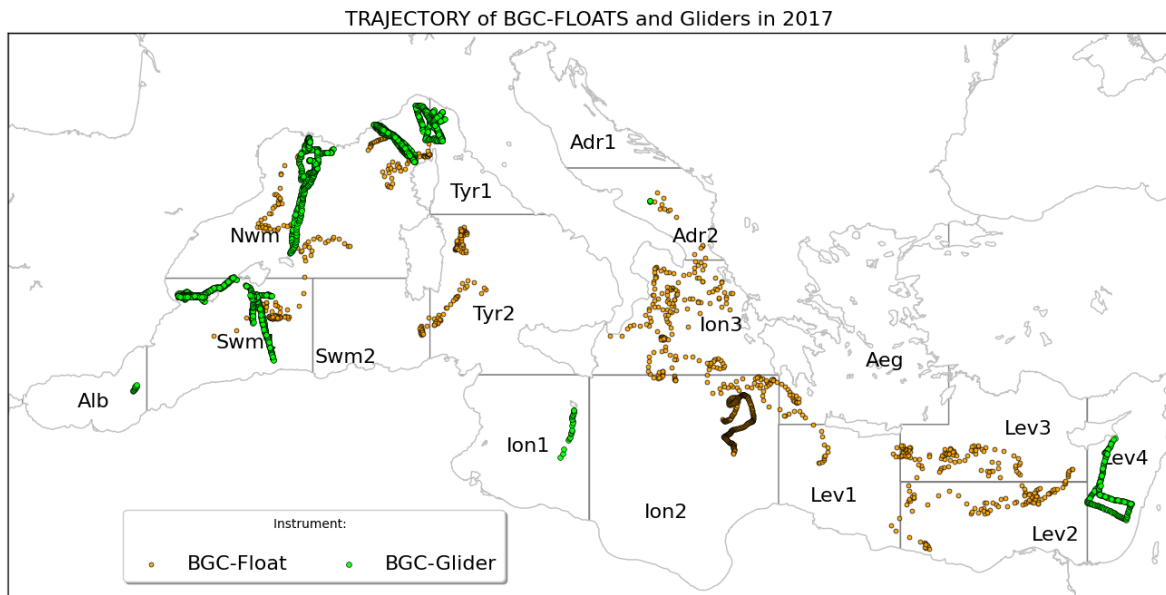 TRAJECTORY of BGC-FLOATS and Gliders in 2017
Adr1
Tyr1
Nwm
Adr2
Tyr2
Ion3
Swm1
Swm2
Aeg
Alb
Lev3
Ion1
Lev4
Lev1
Ion2
Lev2
Instrument:
BGC-Float
BGC-Glider